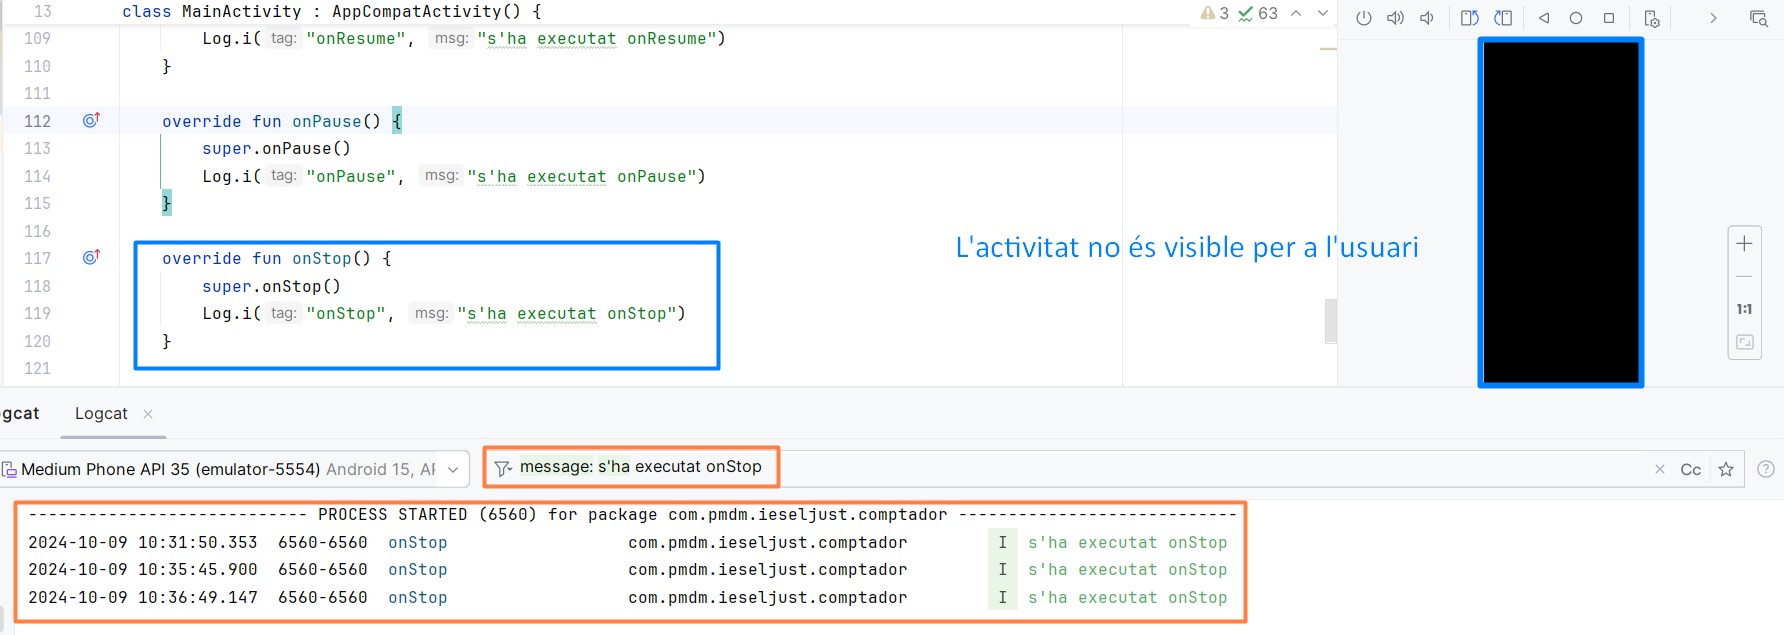 13 class MainActivity : AppCompatActivity() {
3 63
109 Log.i( tag: "onResume", msg: "s'ha executat onResume")
110 }
111
112 override fun onPause() {
113 super.onPause()
114 Log.i( tag: "onPause", msg: "s'ha executat onPause")
115 }
116
117 override fun onStop() {
118 super.onStop()
119 Log.i( tag: "onStop", msg: "s'ha executat onStop")
120 }
121
L'activitat no és visible per a l'usuari
1:1
gcat Logcat
Medium Phone API 35 (emulator-5554) Android 15, AP
message: s'ha executat onStop
Cc
---------------------------- PROCESS STARTED (6560) for package com.pmdm.ieseljust.comptador ----------------------------
2024-10-09 10:31:50.353 6560-6560 onStop com.pmdm.ieseljust.comptador I s'ha executat onStop
2024-10-09 10:35:45.900 6560-6560 onStop com.pmdm.ieseljust.comptador I s'ha executat onStop
2024-10-09 10:36:49.147 6560-6560 onStop com.pmdm.ieseljust.comptador I s'ha executat onStop